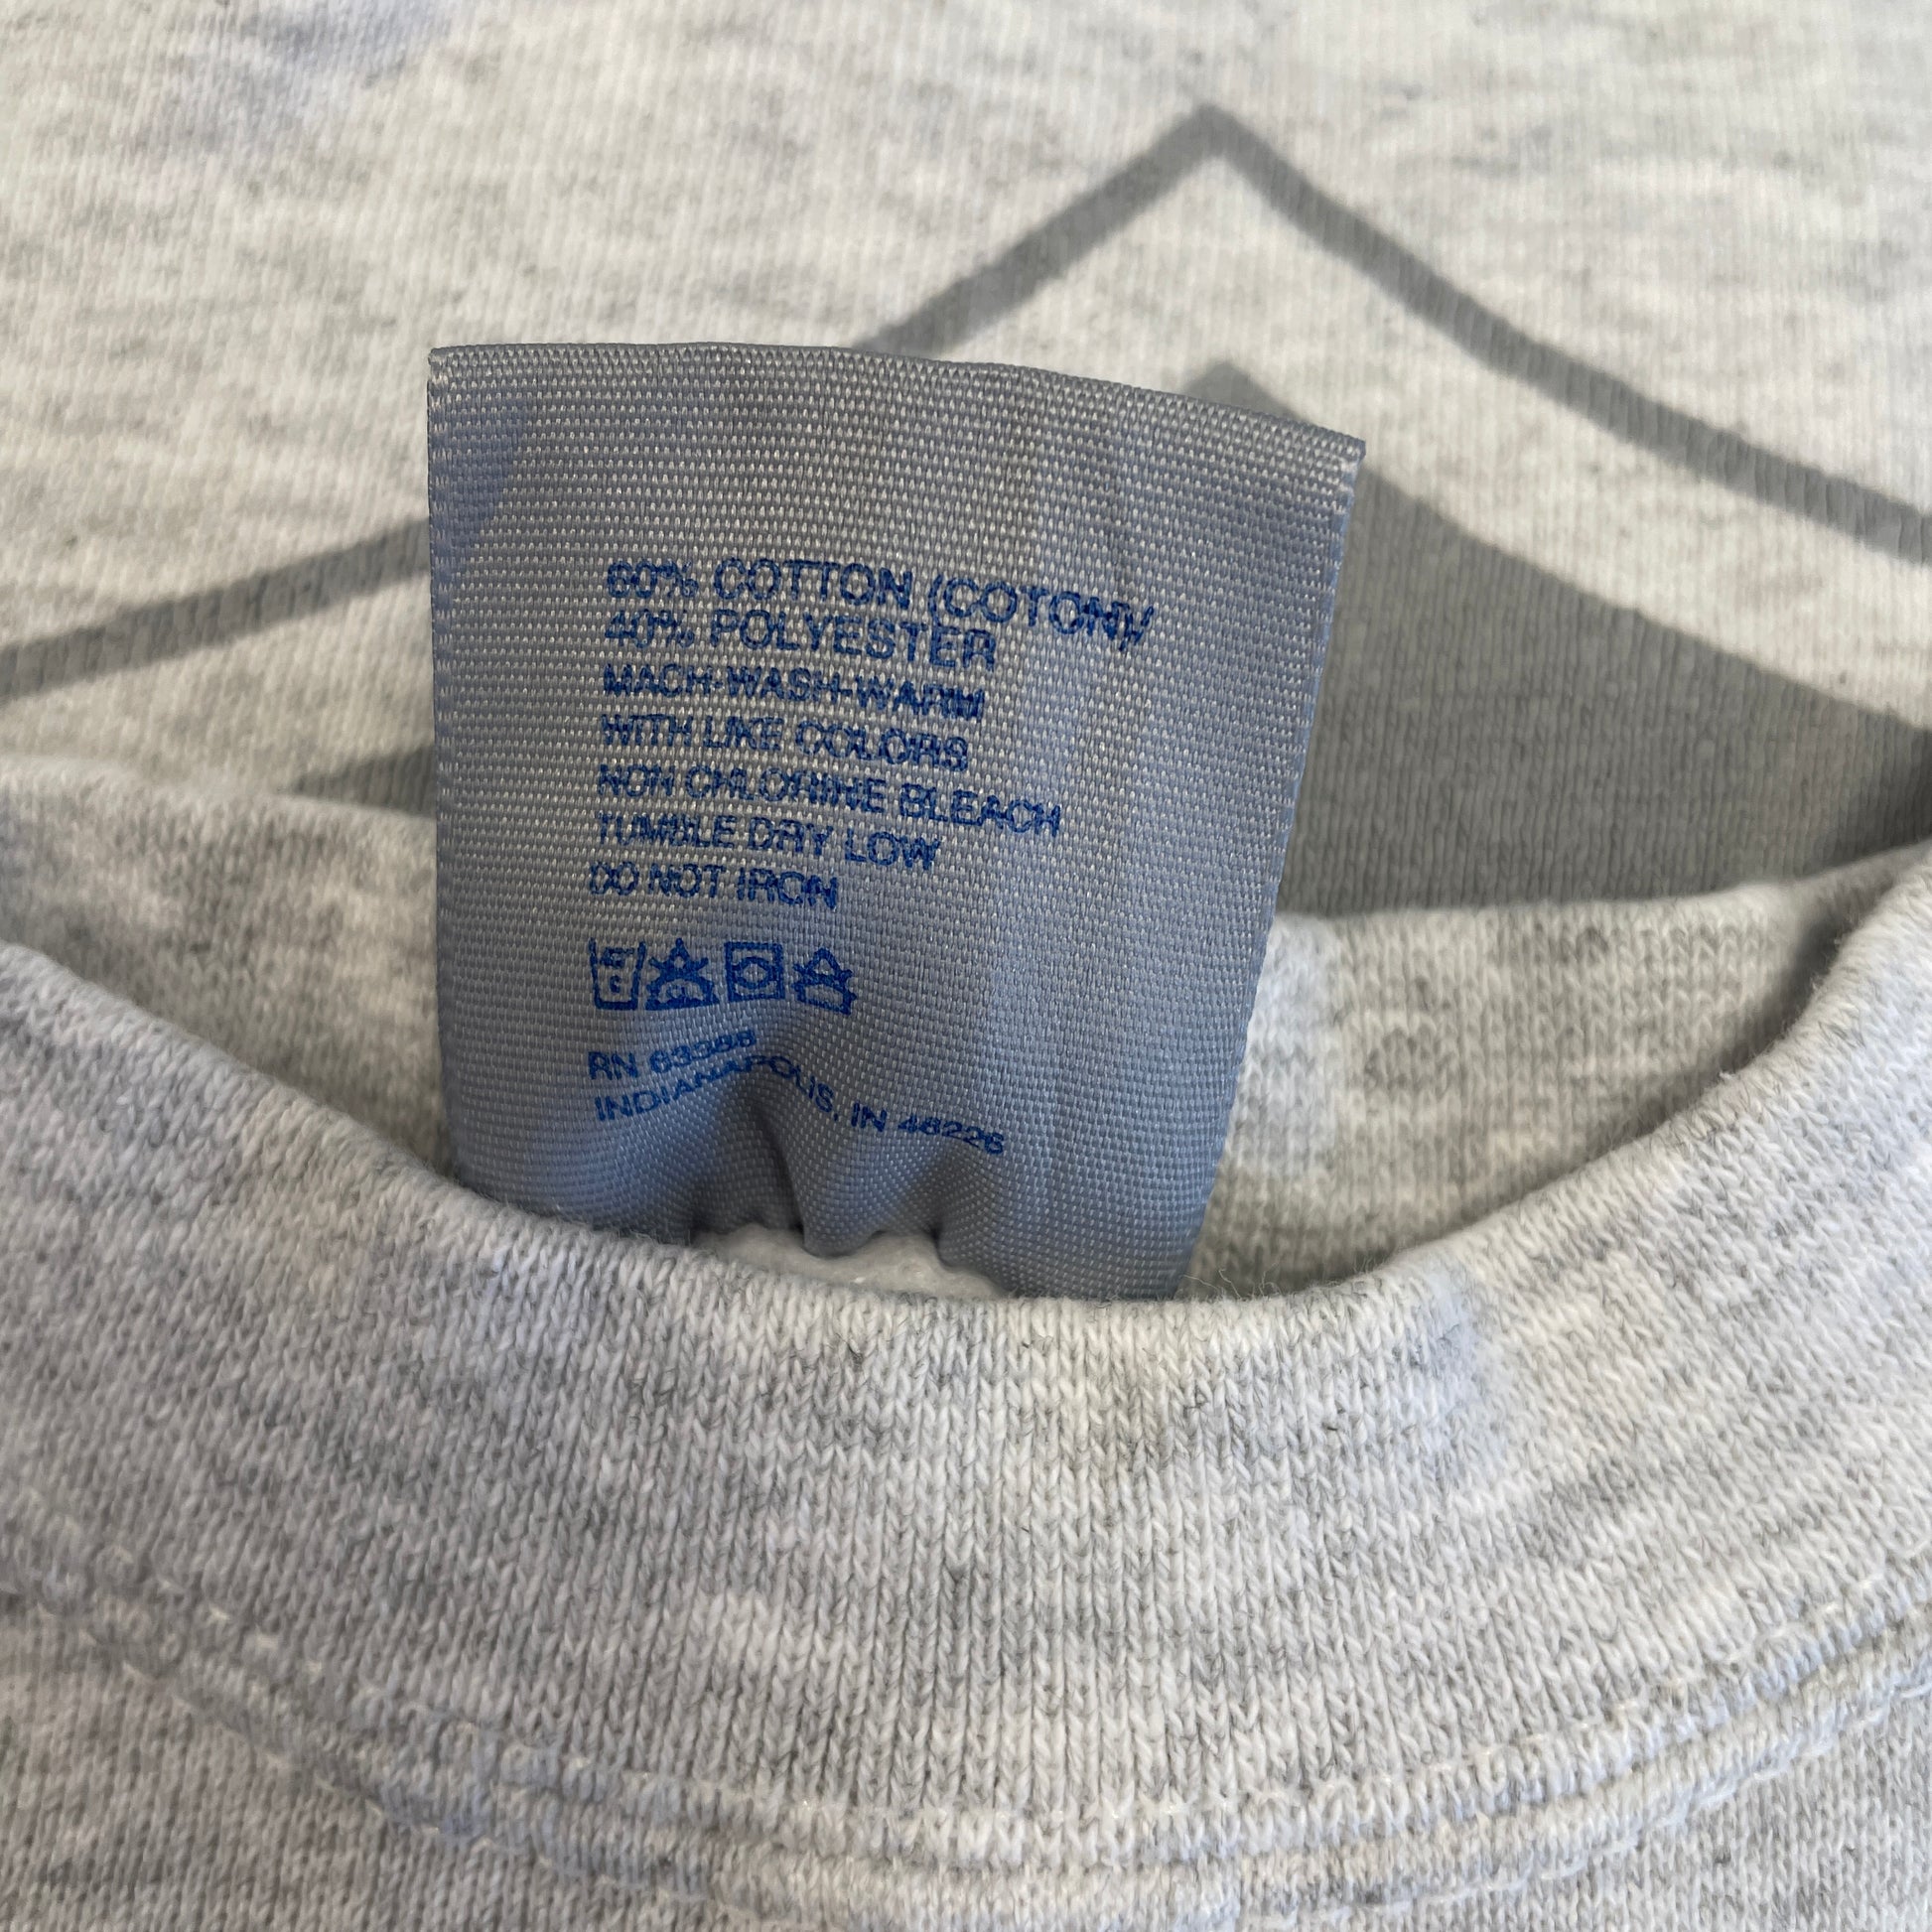 60% COTTON (COTON)/
40% POLYESTER
MACH-WASH-WARM
WITH LIKE COLORS
NON CHLORINE BLEACH
TUMBLE DRY LOW
DO NOT IRON
RN
INDIANAPOLIS, IN 46226